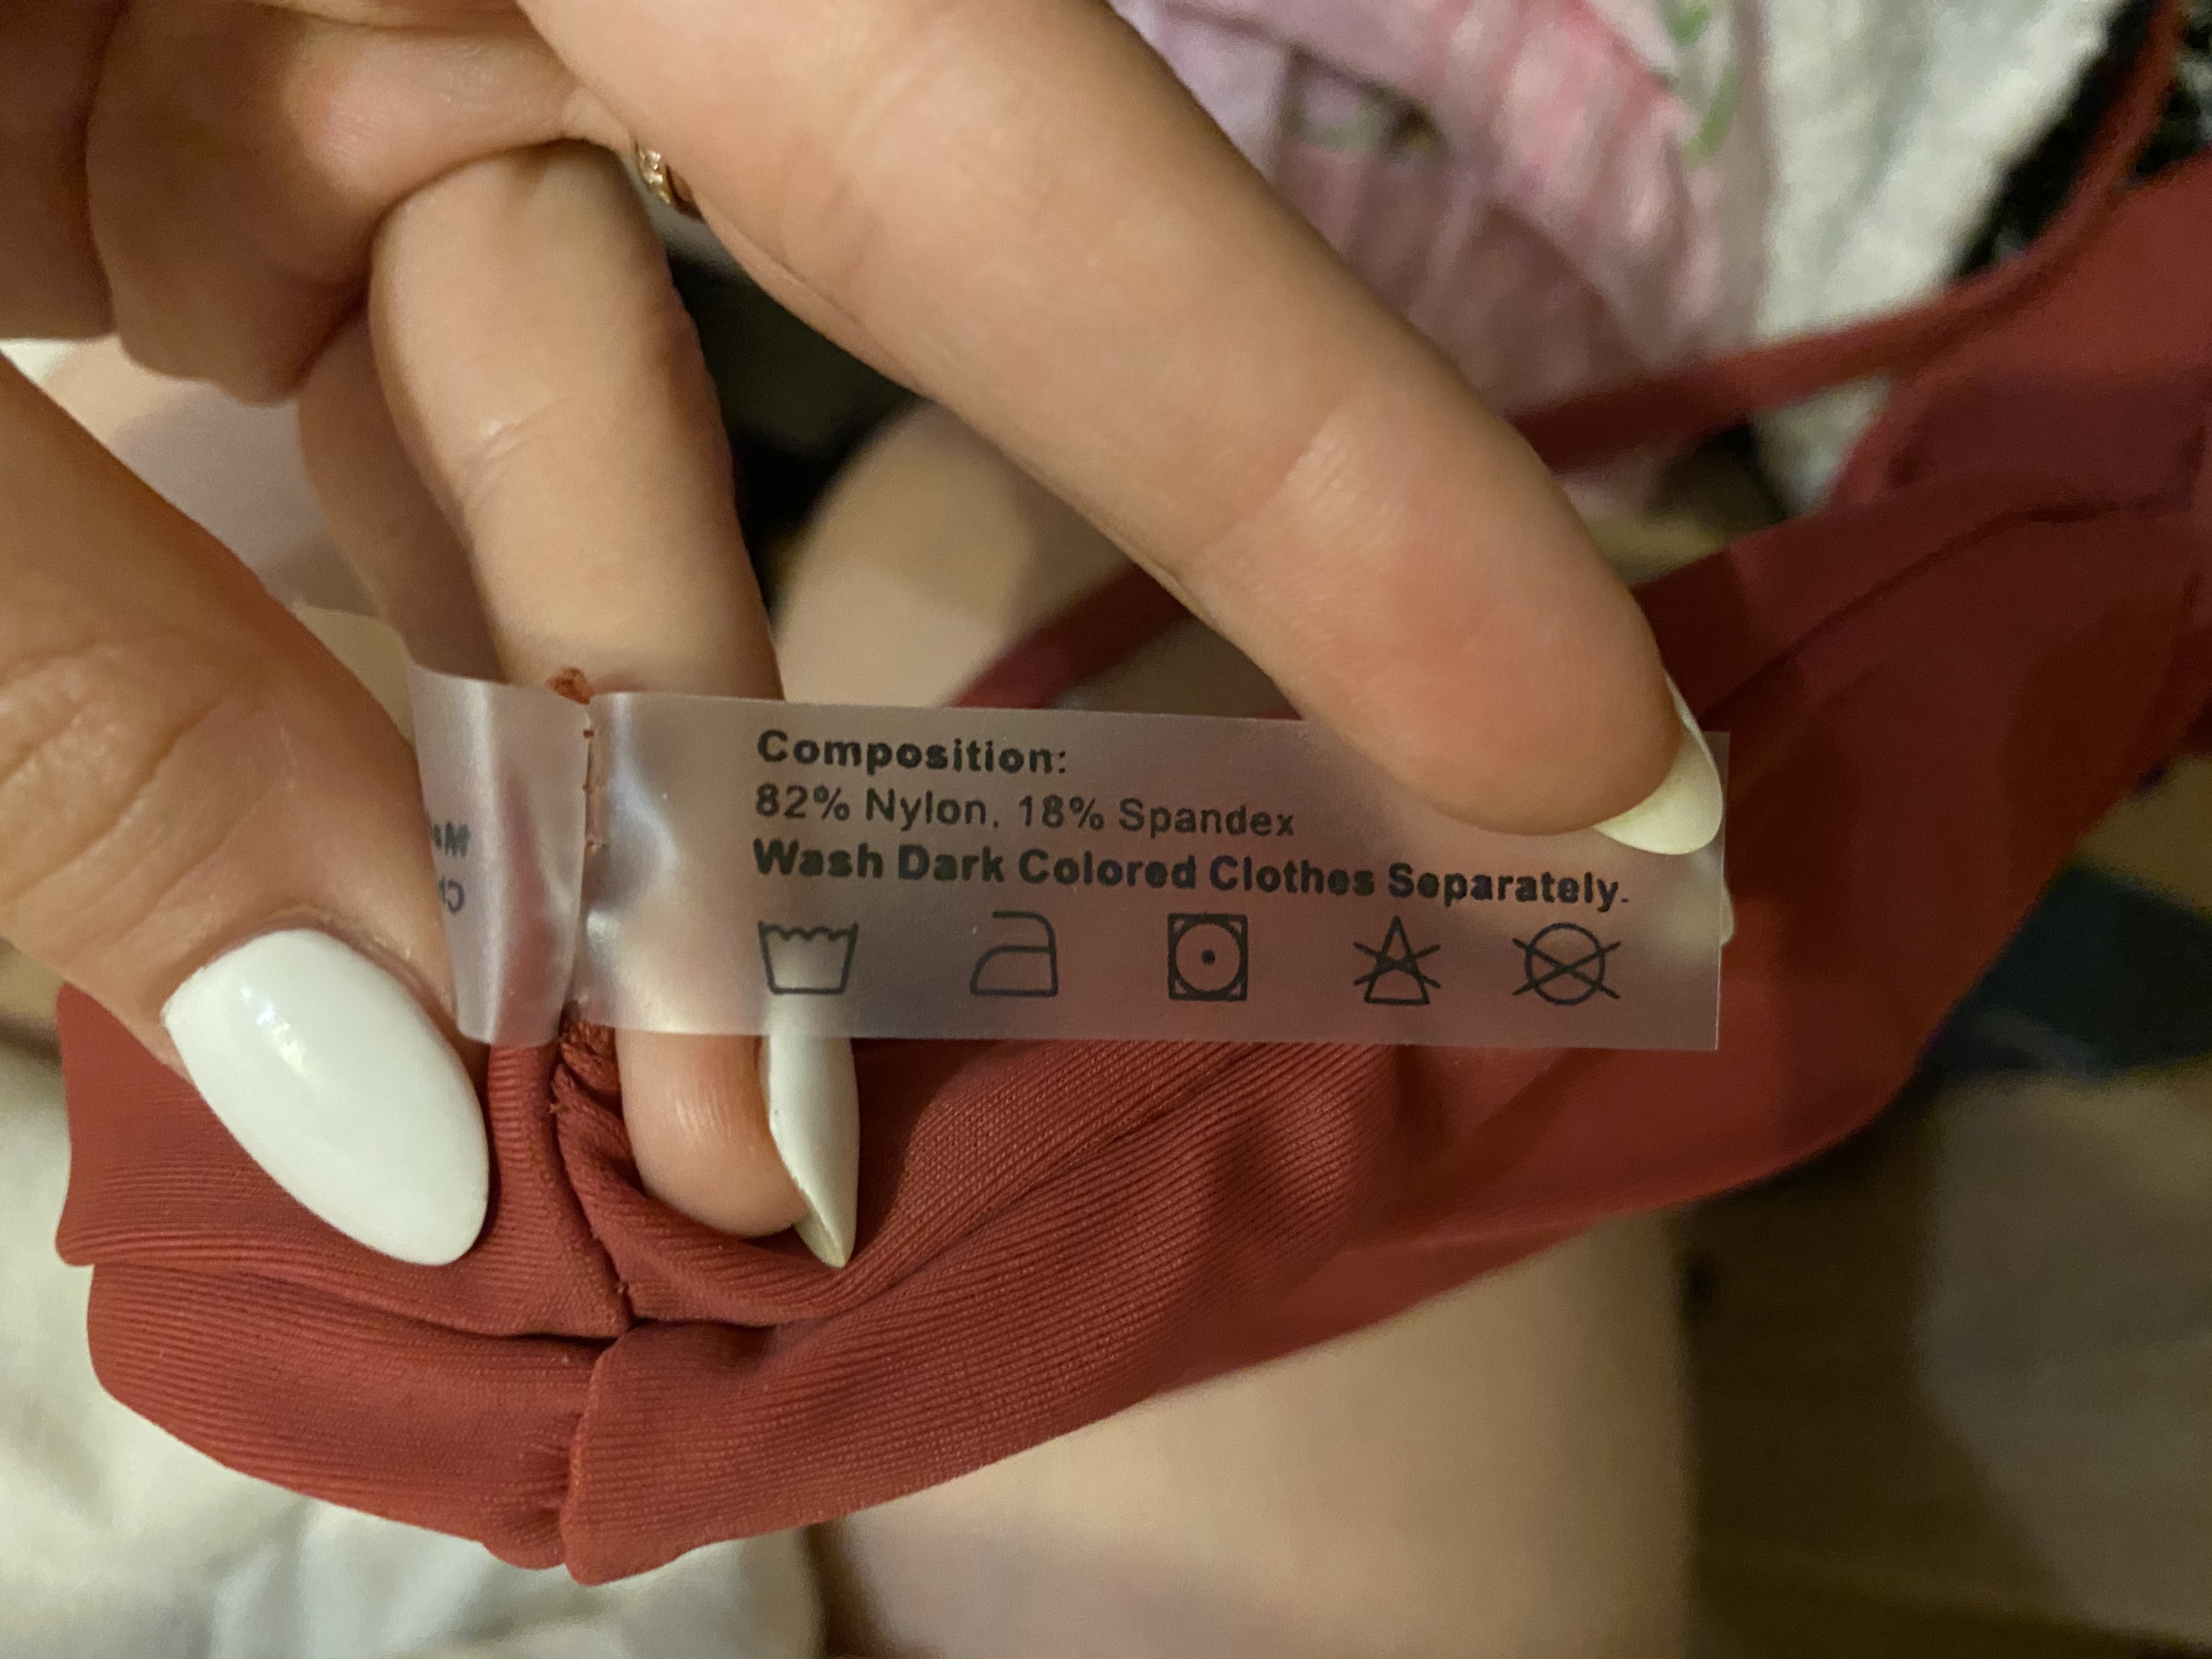 Composition:
82% Nylon, 18% Spandex
Wash Dark Colored Clothes Separately.